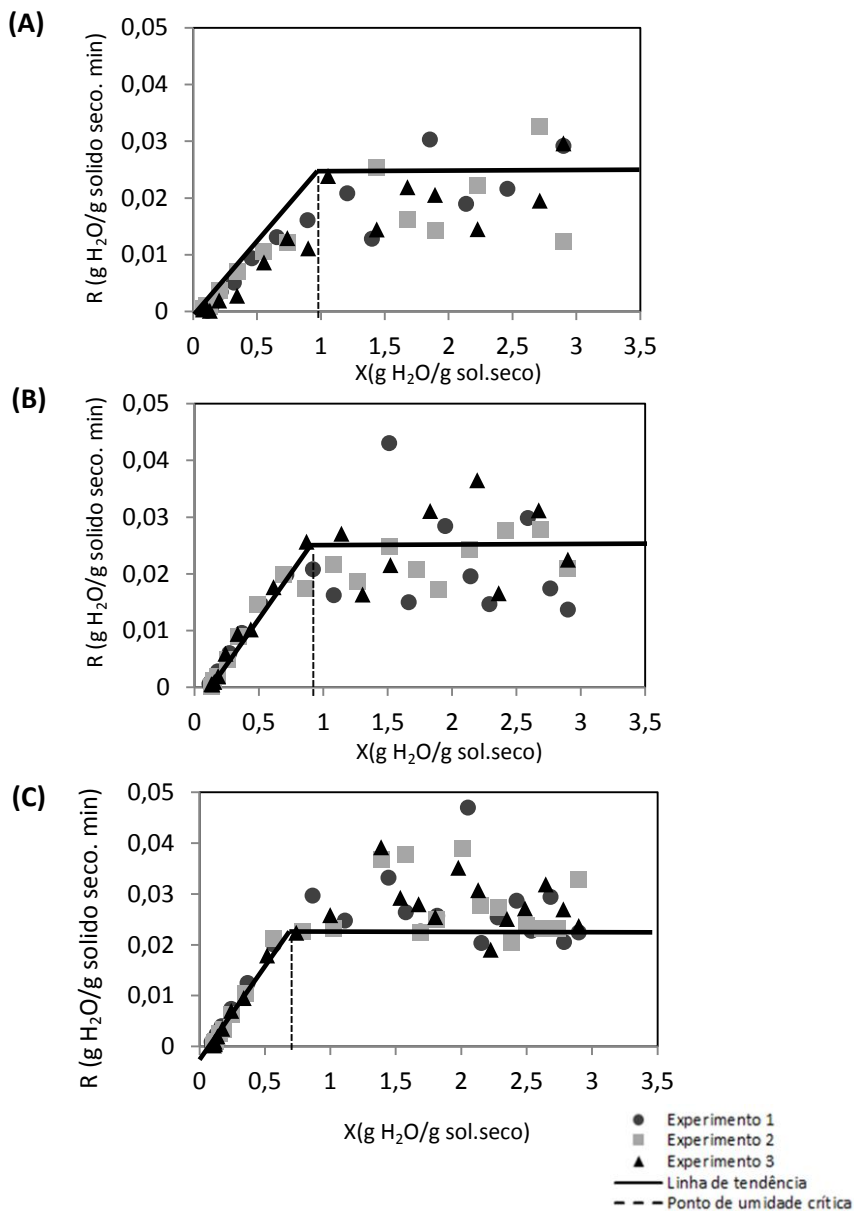 (A)
R (g H₂O/g solido seco. min)
0,05
0,04
0,03
0,02
0,01
0
0 0,5 1 1,5 2 2,5 3 3,5
X(g H₂O/g sol.seco)
(B)
R (g H₂O/g solido seco. min)
0,05
0,04
0,03
0,02
0,01
0
0 0,5 1 1,5 2 2,5 3 3,5
X(g H₂O/g sol.seco)
(C)
R (g H₂O/g solido seco. min)
0,05
0,04
0,03
0,02
0,01
0
0 0,5 1 1,5 2 2,5 3 3,5
X(g H₂O/g sol.seco)
Experimento 1
Experimento 2
Experimento 3
Linha de tendência
Ponto de umidade crítica